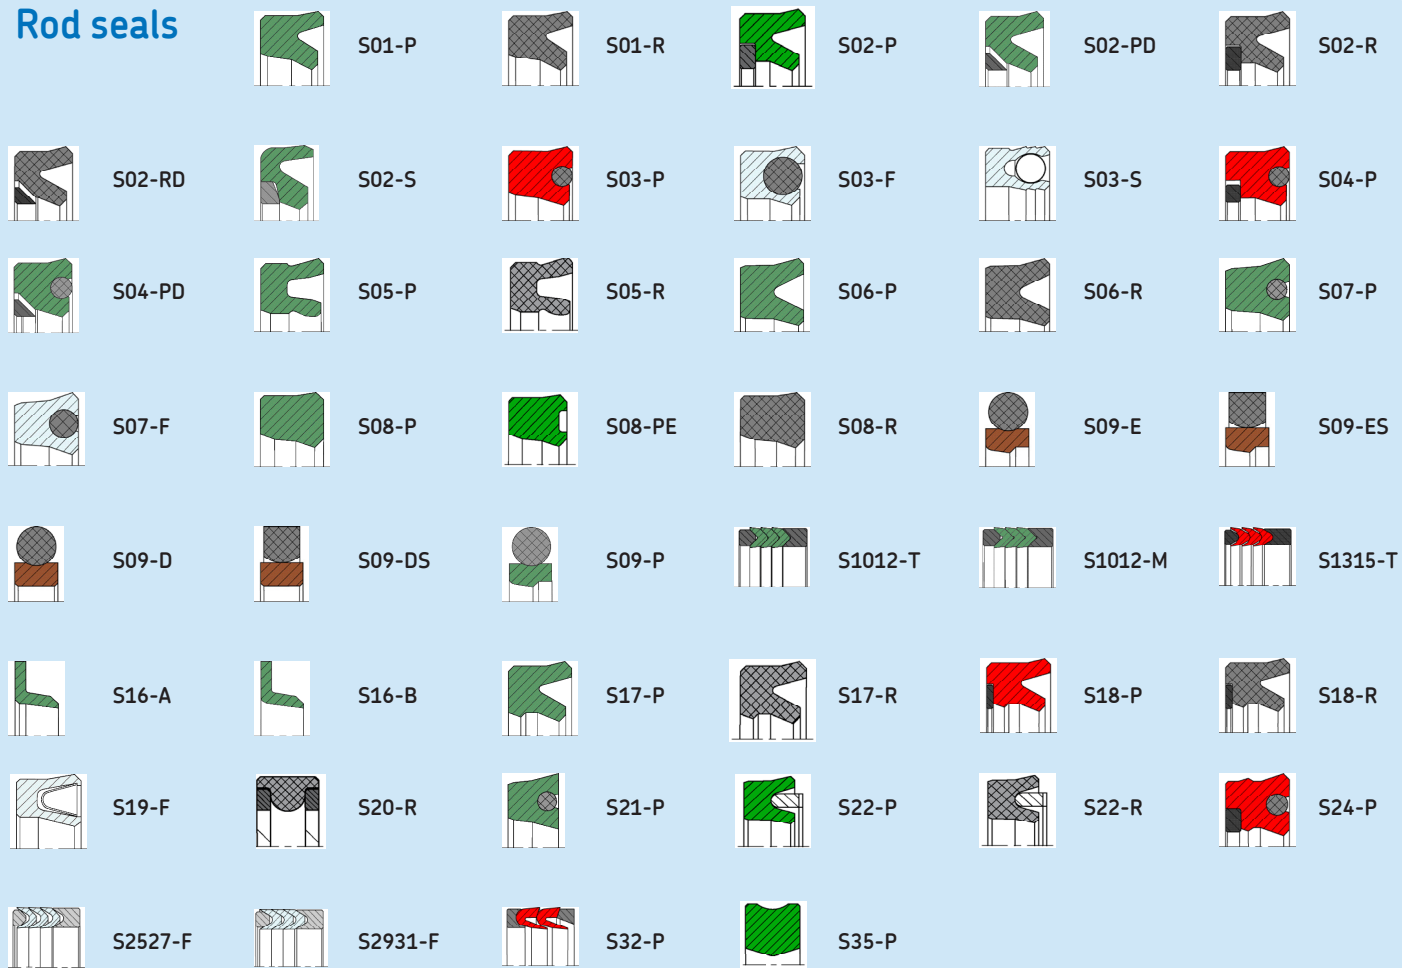 Rod seals
S01-P
S01-R
S02-P
S02-PD
S02-R
S02-RD
S02-S
S03-P
S03-F
S03-S
S04-P
S04-PD
S05-P
S05-R
S06-P
S06-R
S07-P
S07-F
S08-P
S08-PE
S08-R
S09-E
S09-ES
S09-D
S09-DS
S09-P
S1012-T
S1012-M
S1315-T
S16-A
S16-B
S17-P
S17-R
S18-P
S18-R
S19-F
S20-R
S21-P
S22-P
S22-R
S24-P
S2527-F
S2931-F
S32-P
S35-P